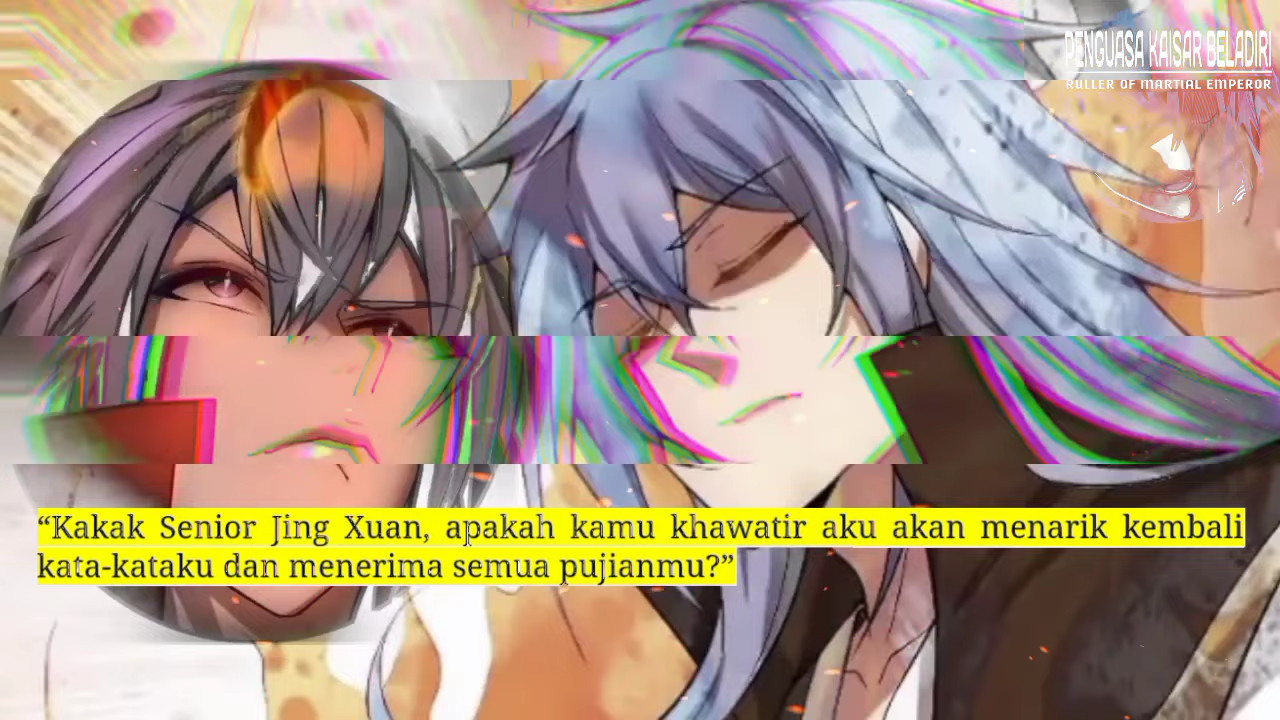 PENGUASA KAISAR BELADIRI
RULLER OF MARTIAL EMPEROR
“Kakak Senior Jing Xuan, apakah kamu khawatir aku akan menarik kembali
kata-kataku dan menerima semua pujianmu?”